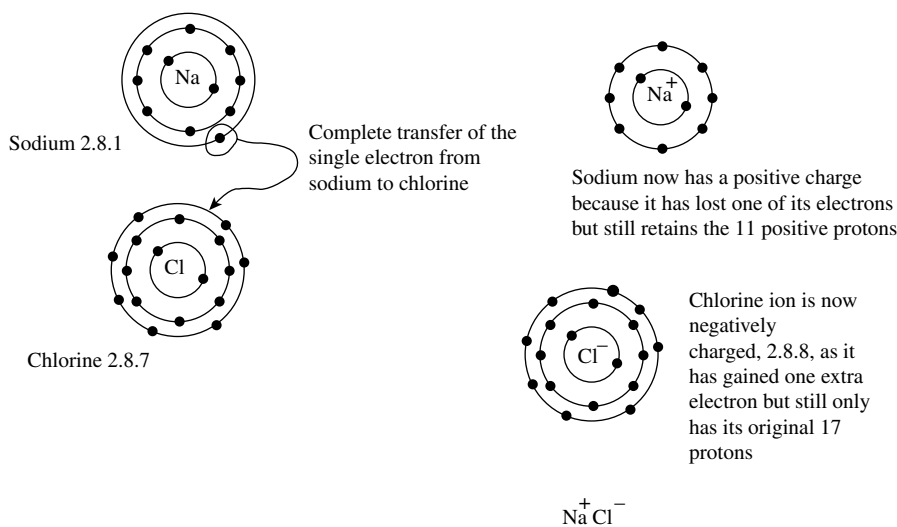 Na
Sodium 2.8.1
Complete transfer of the
single electron from
sodium to chlorine
Cl
Chlorine 2.8.7
Na+
Sodium now has a positive charge
because it has lost one of its electrons
but still retains the 11 positive protons
Cl−
Chlorine ion is now
negatively
charged, 2.8.8, as it
has gained one extra
electron but still only
has its original 17
protons
Na+Cl−